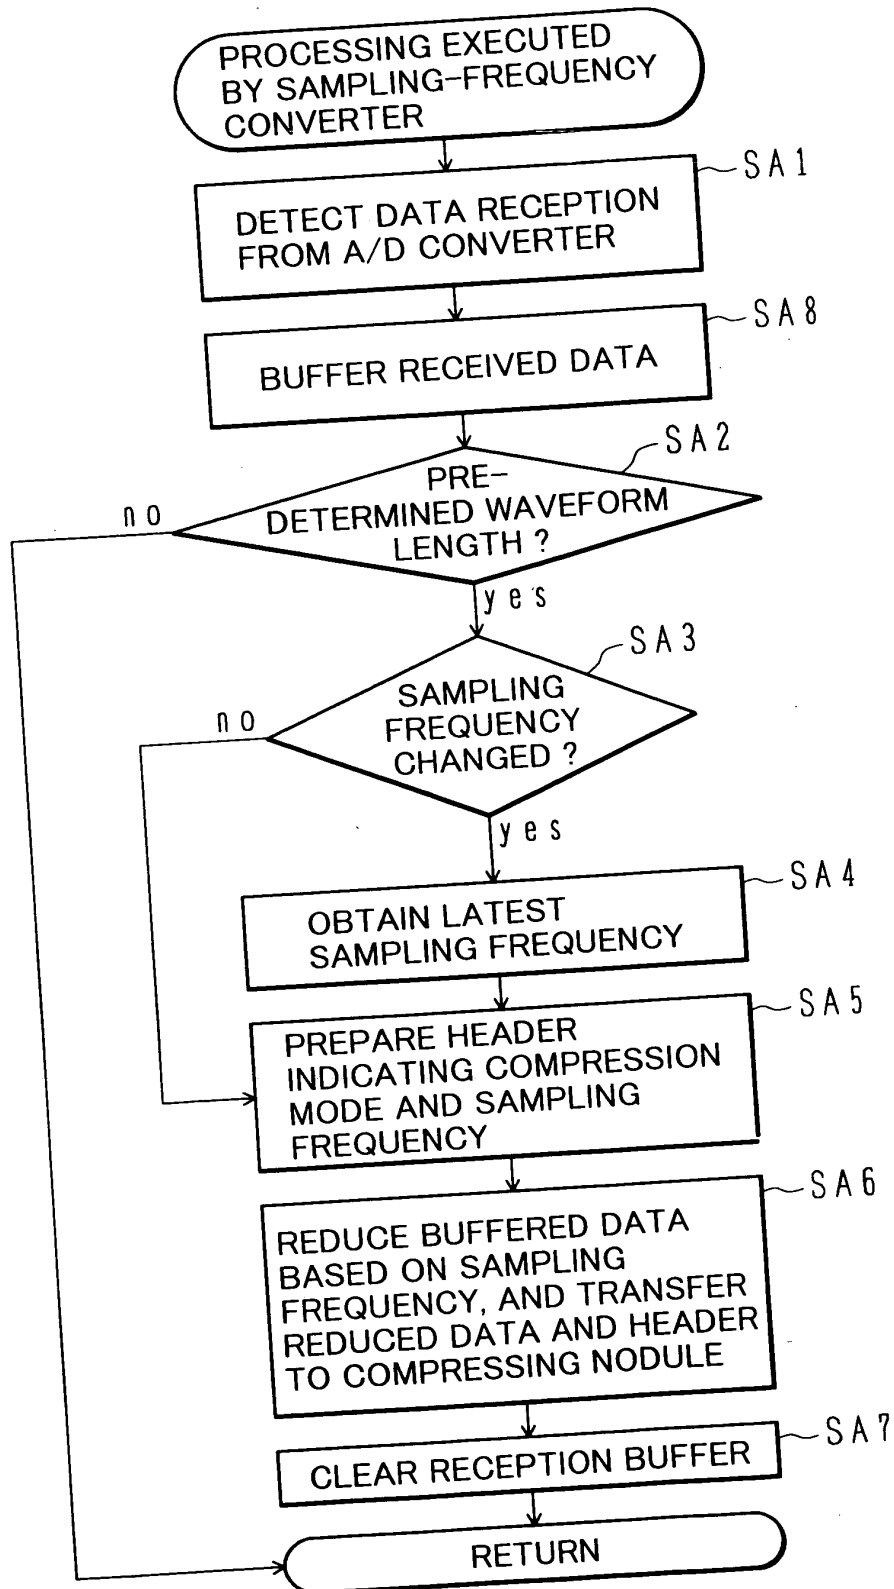 PROCESSING EXECUTED
BY SAMPLING-FREQUENCY
CONVERTER
SA1
DETECT DATA RECEPTION
FROM A/D CONVERTER
SA8
BUFFER RECEIVED DATA
SA2
PRE-
DETERMINED WAVEFORM
LENGTH ?
no
yes
SA3
SAMPLING
FREQUENCY
CHANGED ?
no
yes
SA4
OBTAIN LATEST
SAMPLING FREQUENCY
SA5
PREPARE HEADER
INDICATING COMPRESSION
MODE AND SAMPLING
FREQUENCY
SA6
REDUCE BUFFERED DATA
BASED ON SAMPLING
FREQUENCY, AND TRANSFER
REDUCED DATA AND HEADER
TO COMPRESSING NODULE
SA7
CLEAR RECEPTION BUFFER
RETURN